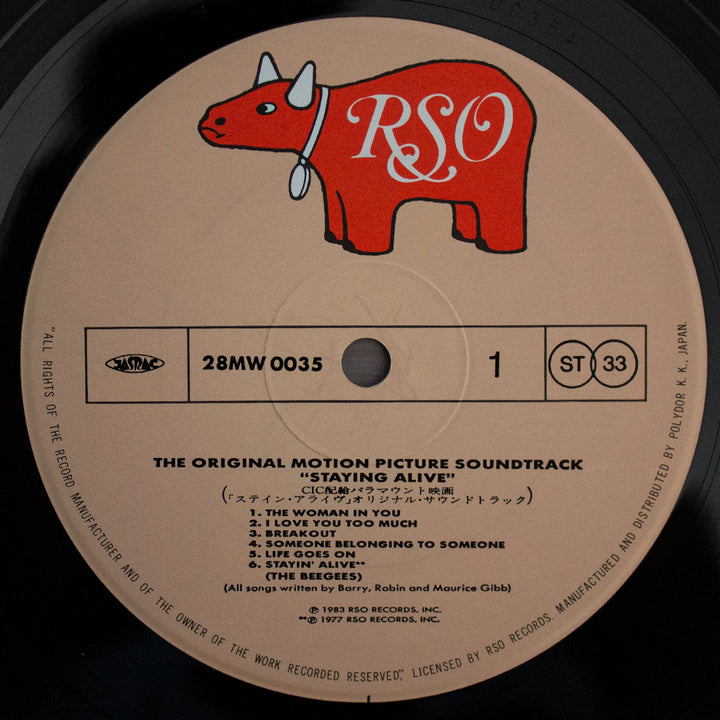 RSO
JASRAC
28MW 0035
1
ST 33
THE ORIGINAL MOTION PICTURE SOUNDTRACK
“STAYING ALIVE”
(CIC配給パラマウント映画
「ステイン・アライヴ」オリジナル・サウンドトラック)
1. THE WOMAN IN YOU
2. I LOVE YOU TOO MUCH
3. BREAKOUT
4. SOMEONE BELONGING TO SOMEONE
5. LIFE GOES ON
6. STAYIN' ALIVE**
(THE BEEGEES)
(All songs written by Barry, Robin and Maurice Gibb)
Ⓟ 1983 RSO RECORDS, INC.
**Ⓟ 1977 RSO RECORDS, INC.
“ALL RIGHTS OF THE RECORD MANUFACTURER AND OF THE OWNER OF THE WORK RECORDED RESERVED,” LICENSED BY RSO RECORDS. MANUFACTURED AND DISTRIBUTED BY POLYDOR K.K., JAPAN.